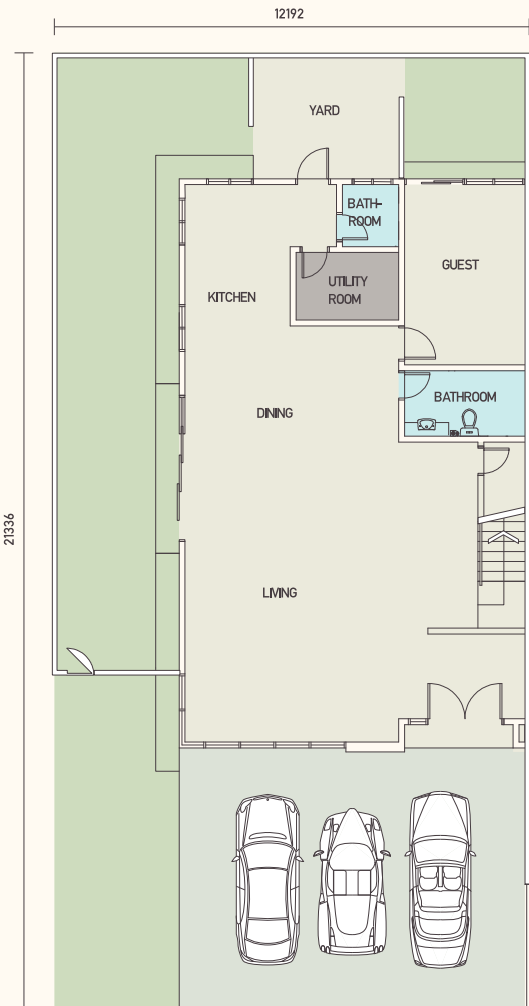 12192
YARD
BATH-
ROOM
GUEST
UTILITY
ROOM
KITCHEN
BATHROOM
DINING
21336
LIVING